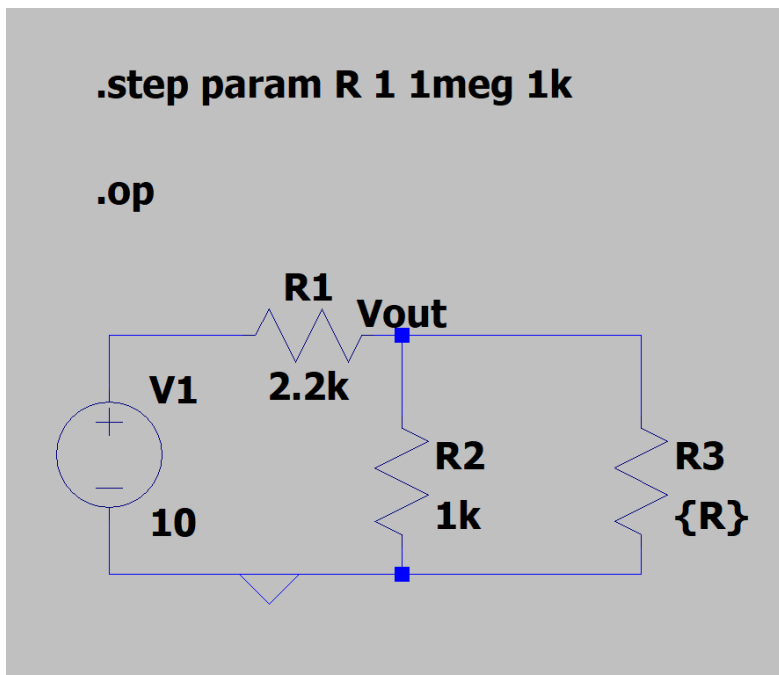 .step param R 1 1meg 1k
.op
R1
Vout
V1
2.2k
R2
R3
10
1k
{R}